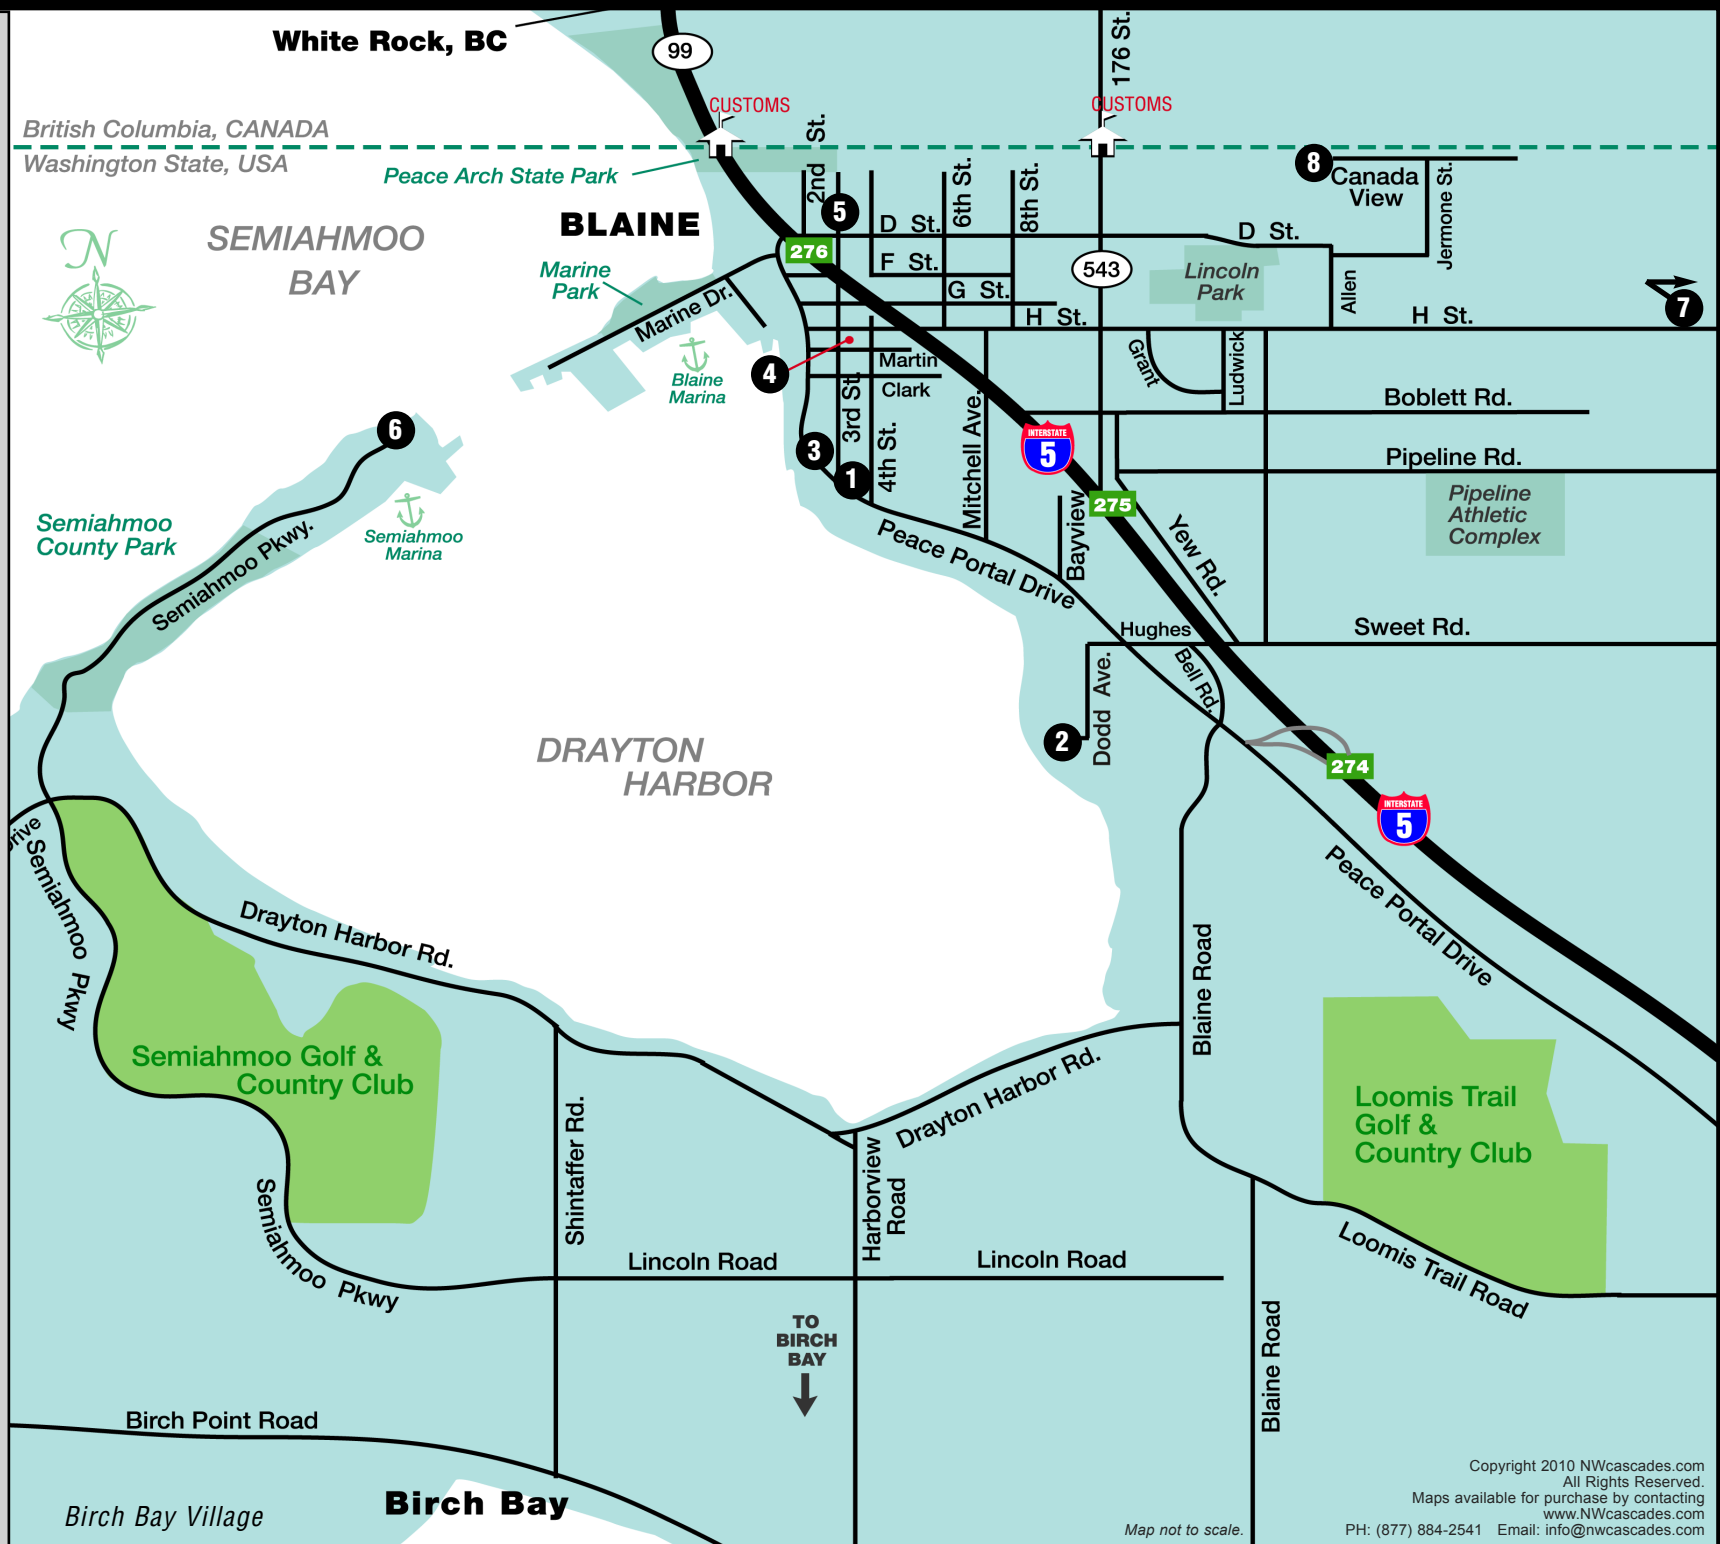 White Rock, BC
99
176 St.
CUSTOMS
CUSTOMS
British Columbia, CANADA
Washington State, USA
Peace Arch State Park
2nd St.
5
6th St.
8th St.
8
Canada
View
Jermone St.
BLAINE
D St.
D St.
276
F St.
543
Lincoln
Park
Allen
7
N
SEMIAHMOO
BAY
Marine
Park
Marine Dr.
G St.
H St.
H St.
4
Martin
Clark
Blaine
Marina
3rd St.
4th St.
Mitchell Ave.
Grant
Ludwick
Boblett Rd.
6
3
1
INTERSTATE
5
Pipeline Rd.
275
Pipeline
Athletic
Complex
Semiahmoo
County Park
Semiahmoo
Marina
Semiahmoo Pkwy.
Peace Portal Drive
Bayview
Yew Rd.
Hughes
Sweet Rd.
Bell Rd.
Dodd Ave.
2
DRAYTON
HARBOR
274
INTERSTATE
5
Drive
Semiahmoo Pkwy
Drayton Harbor Rd.
Peace Portal Drive
Blaine Road
Semiahmoo Golf &
Country Club
Drayton Harbor Rd.
Loomis Trail
Golf &
Country Club
Shintaffer Rd.
Harborview
Road
Semiahmoo Pkwy
Lincoln Road
Lincoln Road
Loomis Trail Road
TO
BIRCH
BAY
Blaine Road
Birch Point Road
Birch Bay
Birch Bay Village
Map not to scale.
Copyright 2010 NWcascades.com
All Rights Reserved.
Maps available for purchase by contacting
www.NWcascades.com
PH: (877) 884-2541 Email: info@nwcascades.com